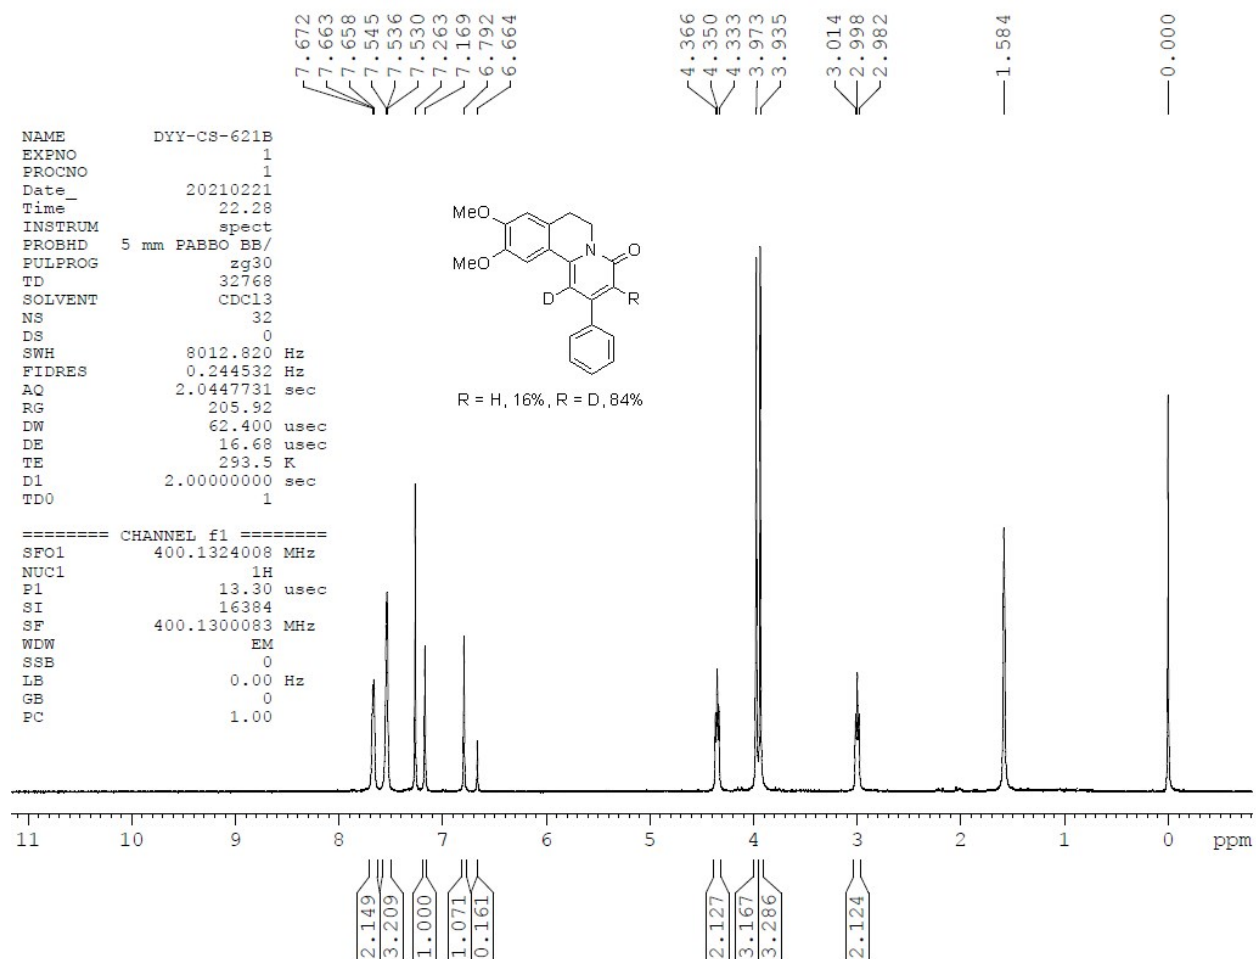 7.672
7.663
7.658
7.545
7.536
7.530
7.263
7.169
6.792
6.664
4.366
4.350
4.333
3.973
3.935
3.014
2.998
2.982
1.584
0.000
NAME DYY-CS-621B
EXPNO 1
PROCNO 1
Date_ 20210221
Time 22.28
INSTRUM spect
PROBHD 5 mm PABBO BB/
PULPROG zg30
TD 32768
SOLVENT CDCl3
NS 32
DS 0
SWH 8012.820 Hz
FIDRES 0.244532 Hz
AQ 2.0447731 sec
RG 205.92
DW 62.400 usec
DE 16.68 usec
TE 293.5 K
D1 2.00000000 sec
TD0 1
======== CHANNEL f1 ========
SFO1 400.1324008 MHz
NUC1 1H
P1 13.30 usec
SI 16384
SF 400.1300083 MHz
WDW EM
SSB 0
LB 0.00 Hz
GB 0
PC 1.00
MeO
MeO
N
O
D
R
R = H, 16%, R = D, 84%
11 10 9 8 7 6 5 4 3 2 1 0 ppm
2.149
3.209
1.000
1.071
0.161
2.127
3.167
3.286
2.124